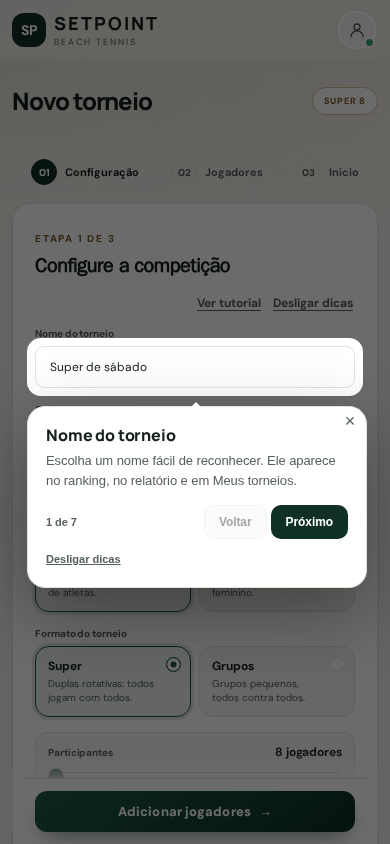 SP
SETPOINT
BEACH TENNIS
Novo torneio
SUPER 8
01 Configuração
02 Jogadores
03 Início
ETAPA 1 DE 3
Configure a competição
Ver tutorial Desligar dicas
Nome do torneio
Super de sábado
×
Nome do torneio
Escolha um nome fácil de reconhecer. Ele aparece
no ranking, no relatório e em Meus torneios.
1 de 7
Voltar
Próximo
Desligar dicas
de atletas.
feminino.
Formato do torneio
Super
Duplas rotativas: todos
jogam com todos.
Grupos
Grupos pequenos,
todos contra todos.
Participantes
8 jogadores
Adicionar jogadores →